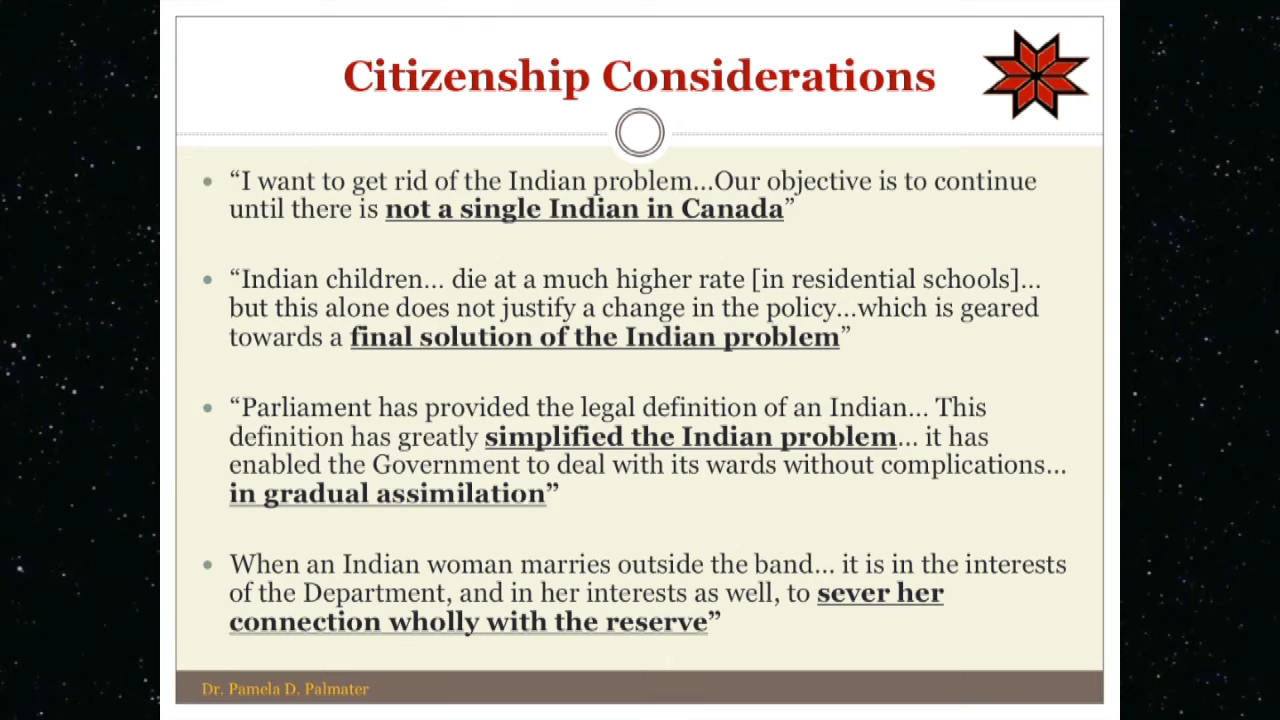 Citizenship Considerations
• “I want to get rid of the Indian problem…Our objective is to continue
until there is not a single Indian in Canada”
• “Indian children… die at a much higher rate [in residential schools]…
but this alone does not justify a change in the policy…which is geared
towards a final solution of the Indian problem”
• “Parliament has provided the legal definition of an Indian… This
definition has greatly simplified the Indian problem… it has
enabled the Government to deal with its wards without complications…
in gradual assimilation”
• When an Indian woman marries outside the band… it is in the interests
of the Department, and in her interests as well, to sever her
connection wholly with the reserve”
Dr. Pamela D. Palmater